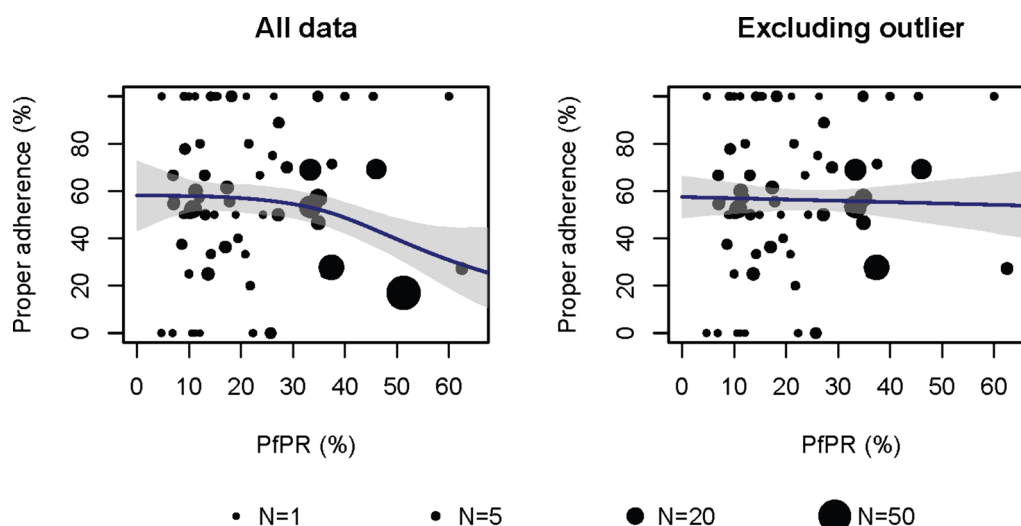 All data
Excluding outlier
Proper adherence (%)
0 20 40 60 80
0 10 20 30 40 50 60
PfPR (%)
Proper adherence (%)
0 20 40 60 80
0 10 20 30 40 50 60
PfPR (%)
N=1 N=5 N=20 N=50